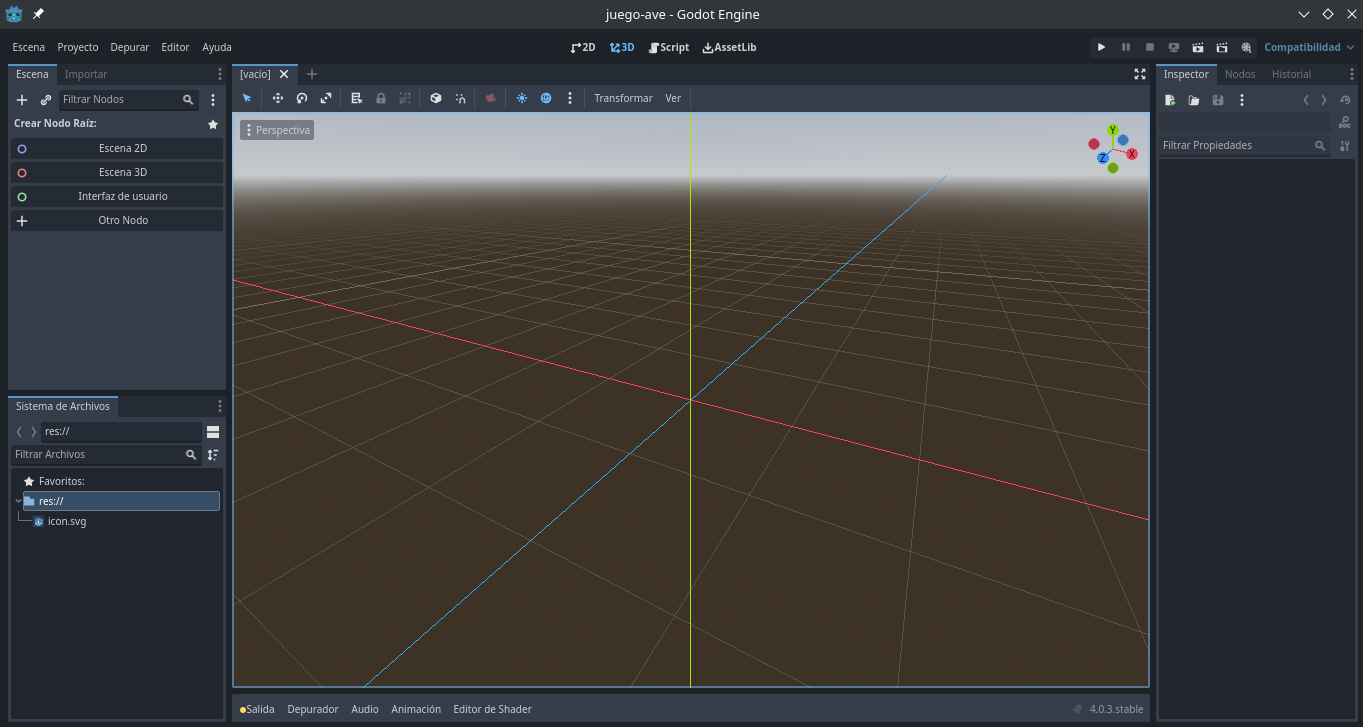 juego-ave - Godot Engine
Escena Proyecto Depurar Editor Ayuda
2D 3D Script AssetLib
Compatibilidad
Escena Importar
[vacío]
Inspector Nodos Historial
Filtrar Nodos
Transformar Ver
Crear Nodo Raíz:
Perspectiva
Y
X
Z
Filtrar Propiedades
Escena 2D
Escena 3D
Interfaz de usuario
Otro Nodo
Sistema de Archivos
res://
Filtrar Archivos
Favoritos:
res://
icon.svg
Salida Depurador Audio Animación Editor de Shader
4.0.3.stable